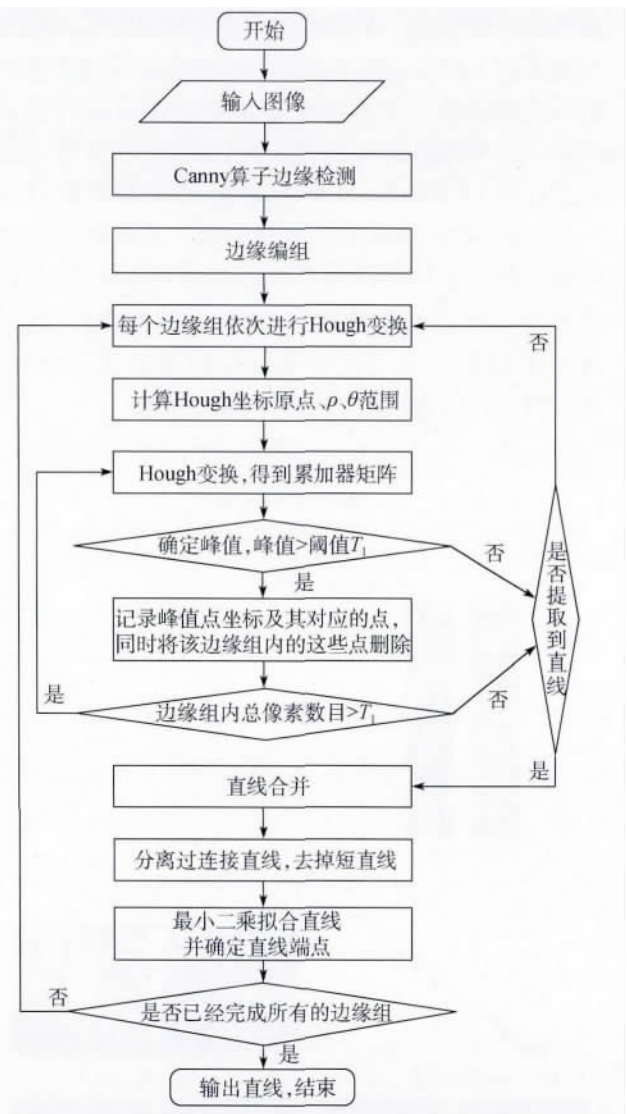 开始
输入图像
Canny算子边缘检测
边缘编组
每个边缘组依次进行Hough变换
否
计算Hough坐标原点、ρ、θ范围
Hough变换,得到累加器矩阵
确定峰值,峰值>阈值T₁
否
是
是否提取到直线
记录峰值点坐标及其对应的点,
同时将该边缘组内的这些点删除
是
边缘组内总像素数目>T₁
否
是
直线合并
分离过连接直线,去掉短直线
最小二乘拟合直线
并确定直线端点
否
是否已经完成所有的边缘组
是
输出直线,结束